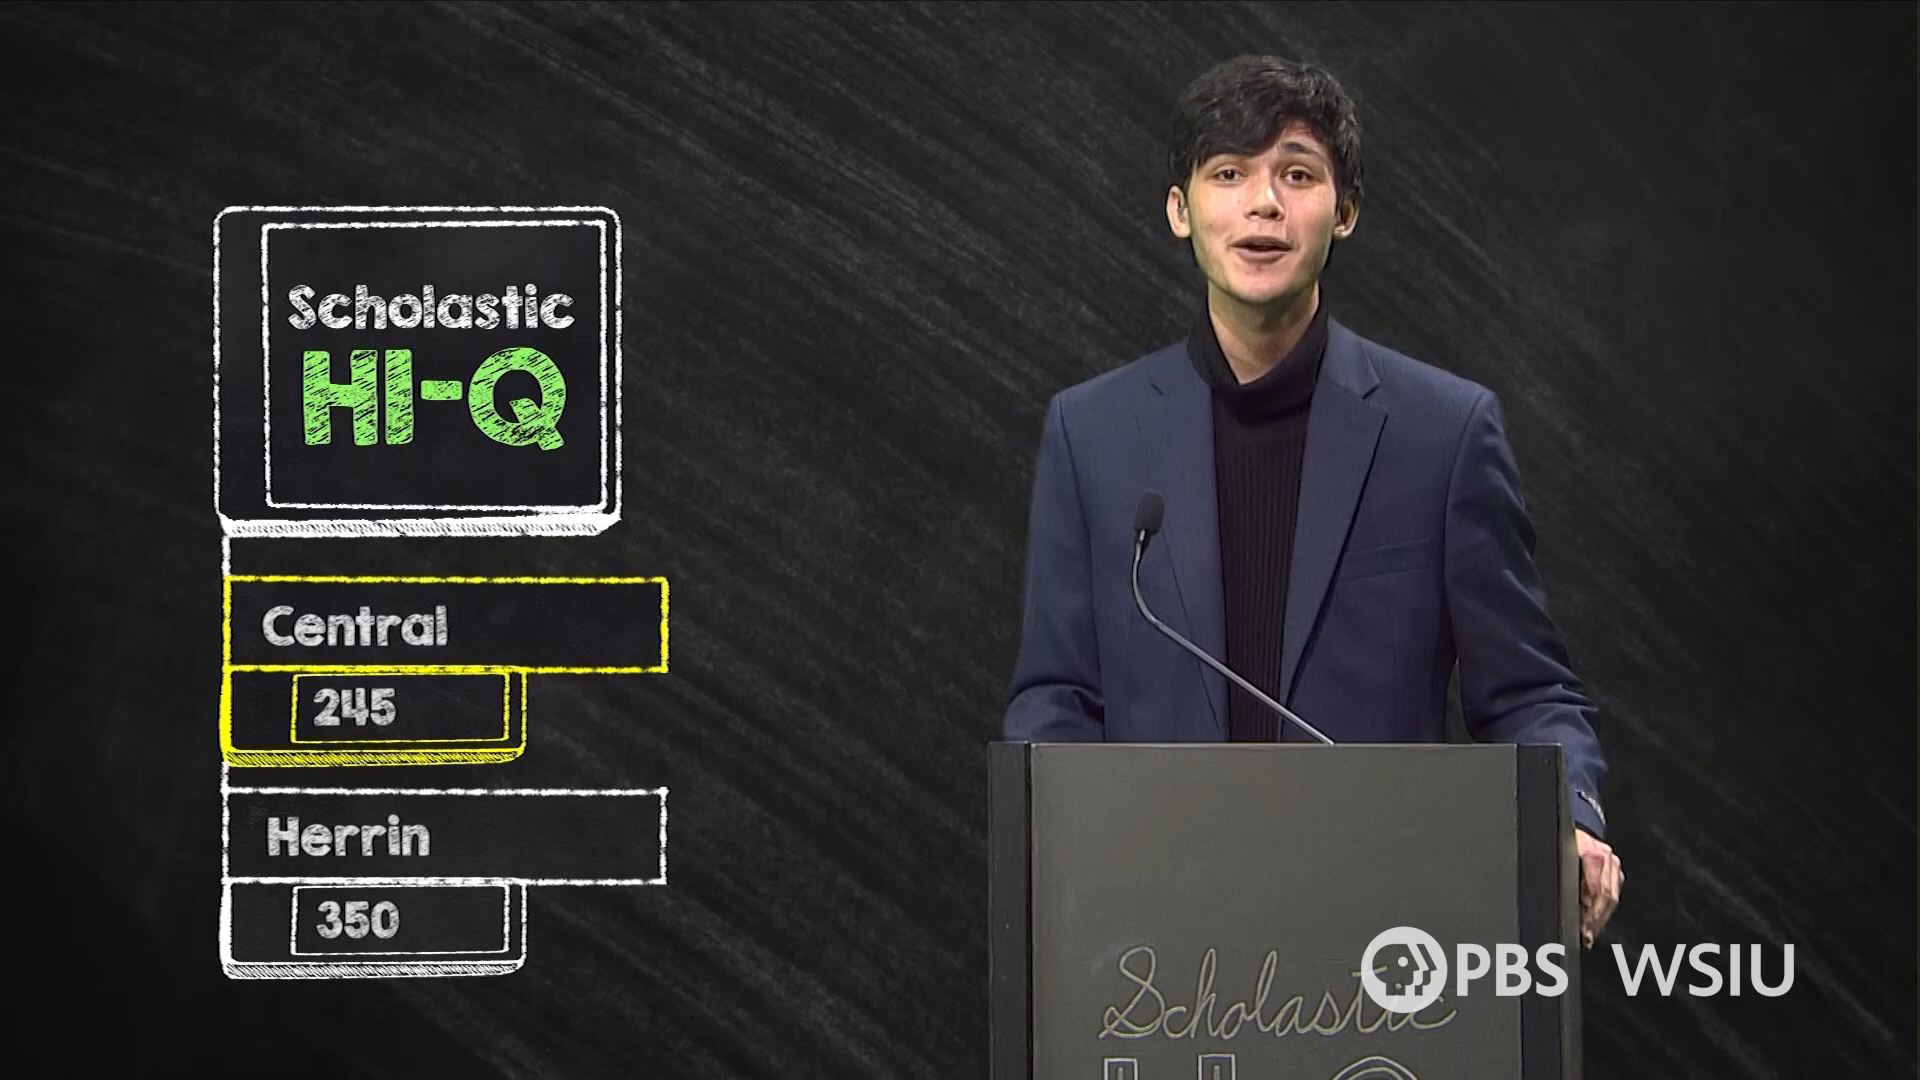 Scholastic
HI-Q
Central
245
Herrin
350
Scholastic
PBS WSIU